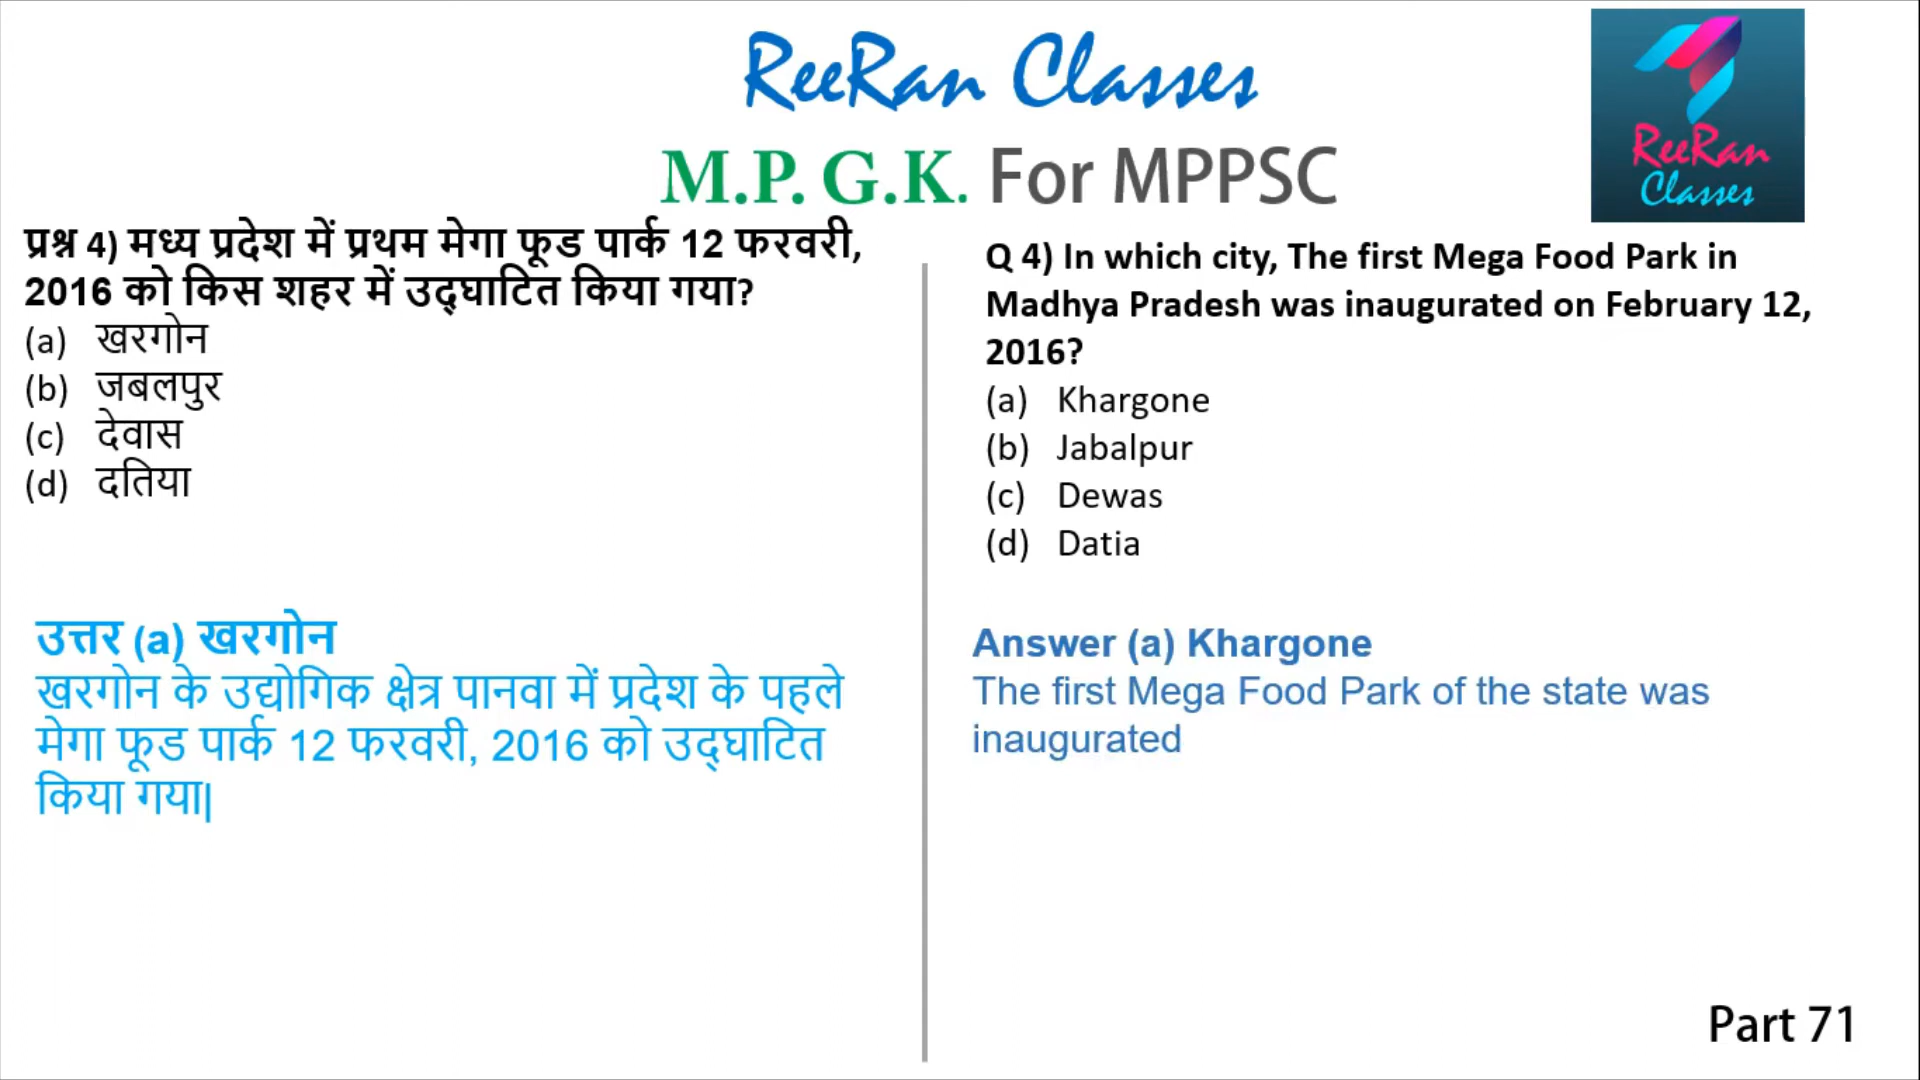 ReeRan Classes
M.P. G.K. For MPPSC
ReeRan
Classes
प्रश्न 4) मध्य प्रदेश में प्रथम मेगा फूड पार्क 12 फरवरी,
2016 को किस शहर में उद्घाटित किया गया?
(a) खरगोन
(b) जबलपुर
(c) देवास
(d) दतिया
उत्तर (a) खरगोन
खरगोन के उद्योगिक क्षेत्र पानवा में प्रदेश के पहले
मेगा फूड पार्क 12 फरवरी, 2016 को उद्घाटित
किया गया|
Q 4) In which city, The first Mega Food Park in
Madhya Pradesh was inaugurated on February 12,
2016?
(a) Khargone
(b) Jabalpur
(c) Dewas
(d) Datia
Answer (a) Khargone
The first Mega Food Park of the state was
inaugurated
Part 71